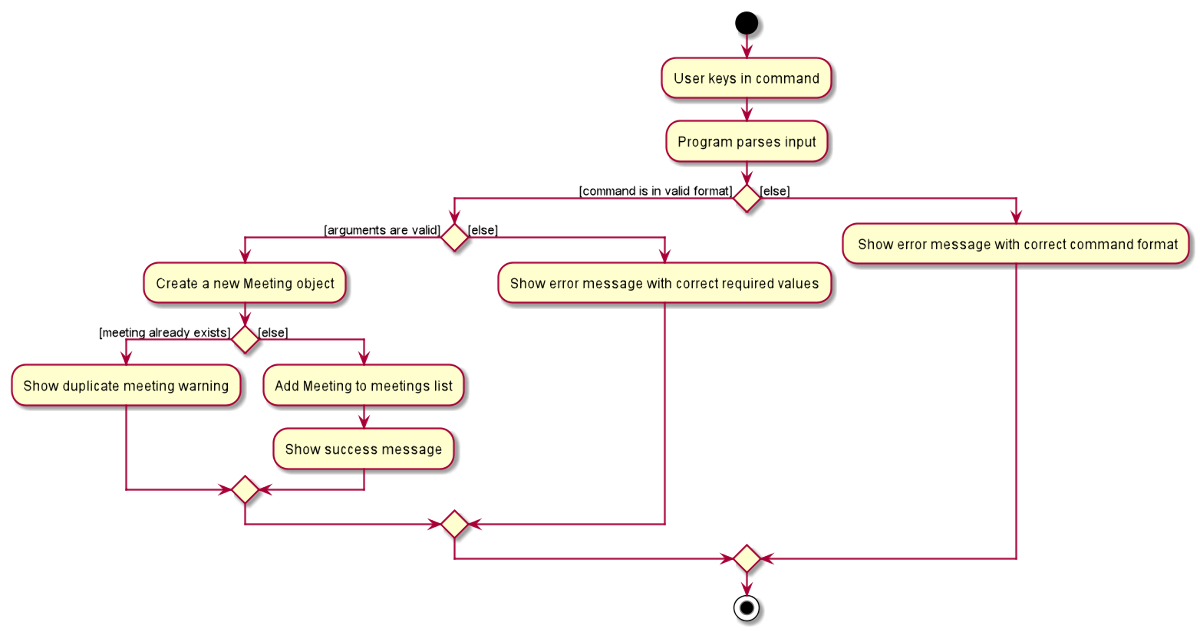 User keys in command
Program parses input
[command is in valid format]
[else]
[arguments are valid]
[else]
Show error message with correct command format
Create a new Meeting object
Show error message with correct required values
[meeting already exists]
[else]
Show duplicate meeting warning
Add Meeting to meetings list
Show success message